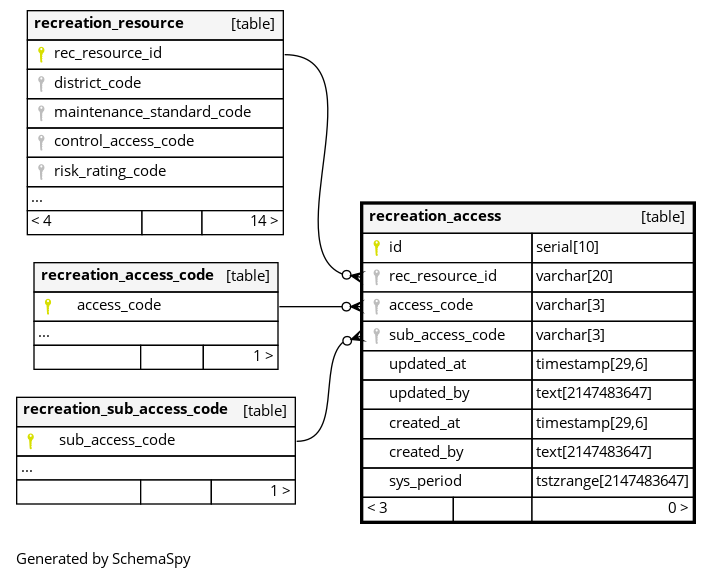 recreation_resource [table]
rec_resource_id
district_code
maintenance_standard_code
control_access_code
risk_rating_code
...
< 4 14 >
recreation_access [table]
id serial[10]
rec_resource_id varchar[20]
access_code varchar[3]
sub_access_code varchar[3]
updated_at timestamp[29,6]
updated_by text[2147483647]
created_at timestamp[29,6]
created_by text[2147483647]
sys_period tstzrange[2147483647]
< 3 0 >
recreation_access_code [table]
access_code
...
1 >
recreation_sub_access_code [table]
sub_access_code
...
1 >
Generated by SchemaSpy